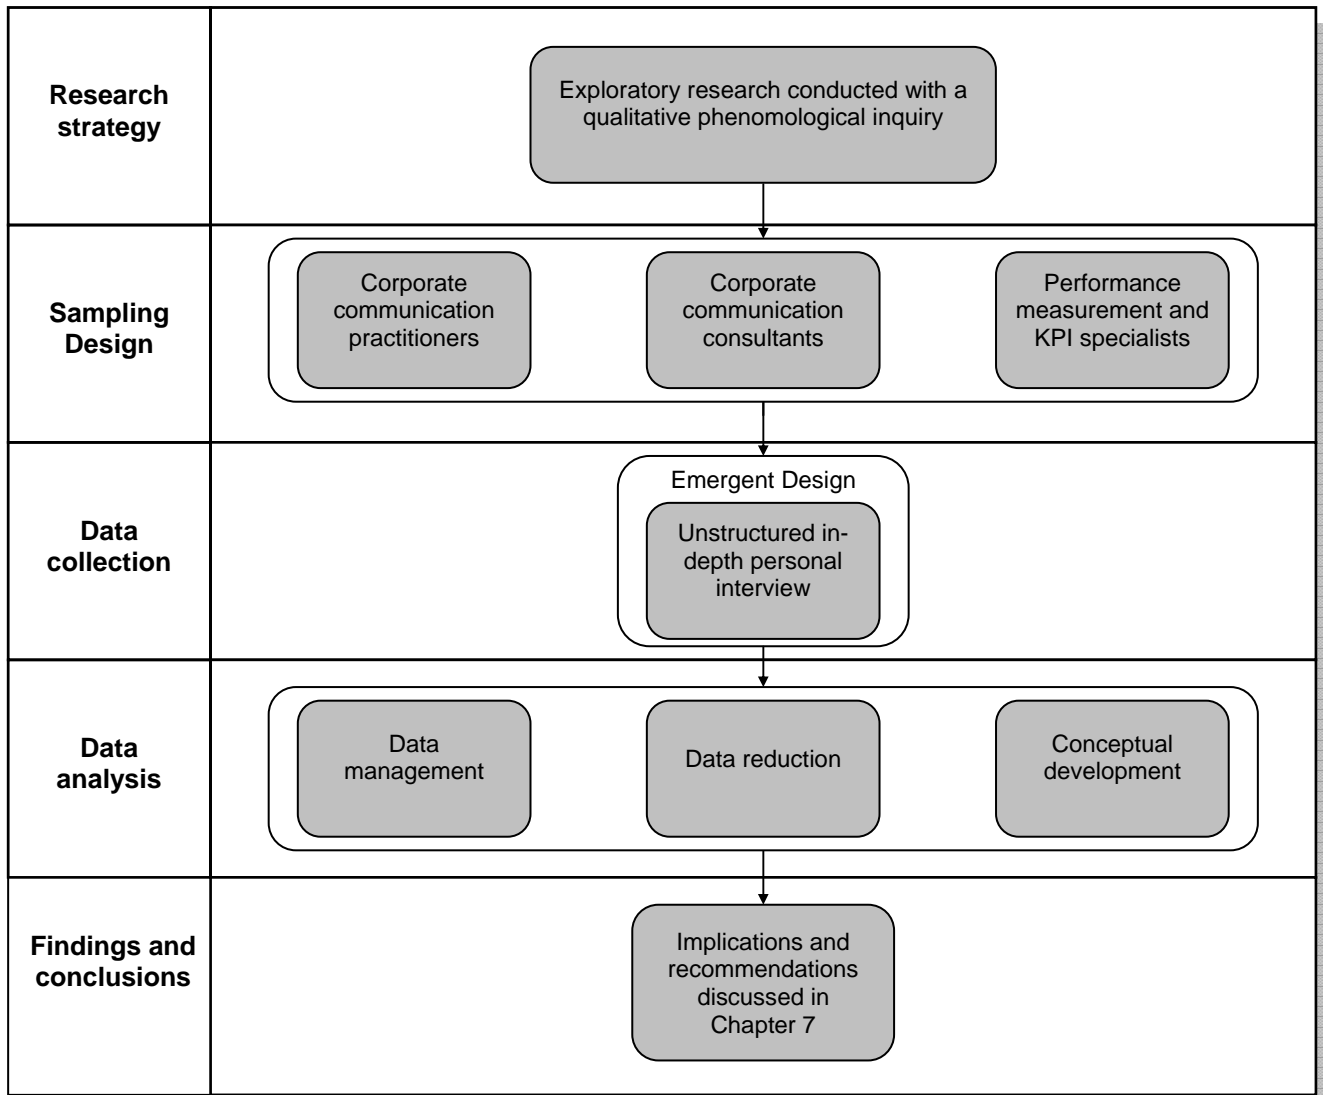 Research
strategy
Exploratory research conducted with a
qualitative phenomological inquiry
Sampling
Design
Corporate
communication
practitioners
Corporate
communication
consultants
Performance
measurement and
KPI specialists
Data
collection
Emergent Design
Unstructured in-
depth personal
interview
Data
analysis
Data
management
Data reduction
Conceptual
development
Findings and
conclusions
Implications and
recommendations
discussed in
Chapter 7